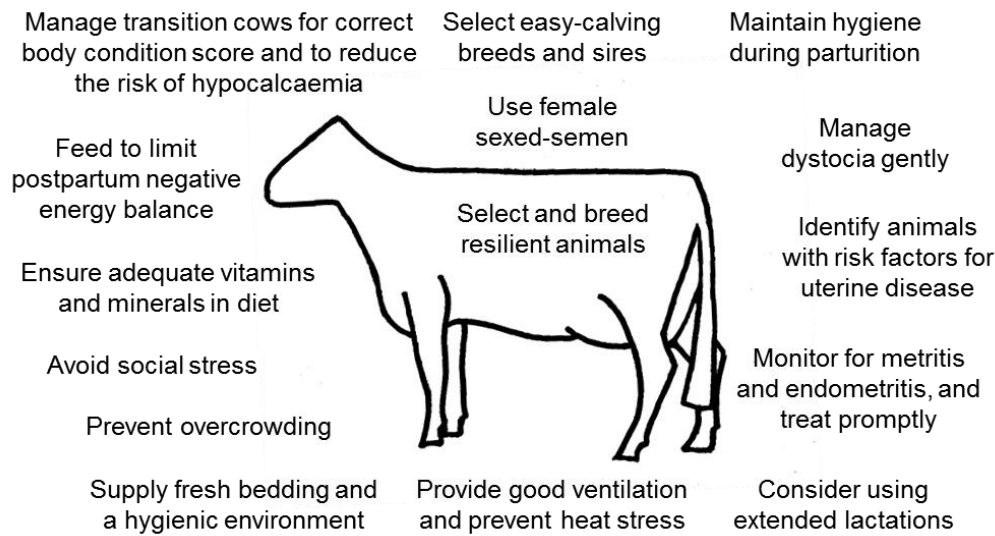 Manage transition cows for correct
body condition score and to reduce
the risk of hypocalcaemia
Select easy-calving
breeds and sires
Maintain hygiene
during parturition
Use female
sexed-semen
Manage
dystocia gently
Feed to limit
postpartum negative
energy balance
Select and breed
resilient animals
Identify animals
with risk factors for
uterine disease
Ensure adequate vitamins
and minerals in diet
Avoid social stress
Monitor for metritis
and endometritis, and
treat promptly
Prevent overcrowding
Supply fresh bedding and
a hygienic environment
Provide good ventilation
and prevent heat stress
Consider using
extended lactations